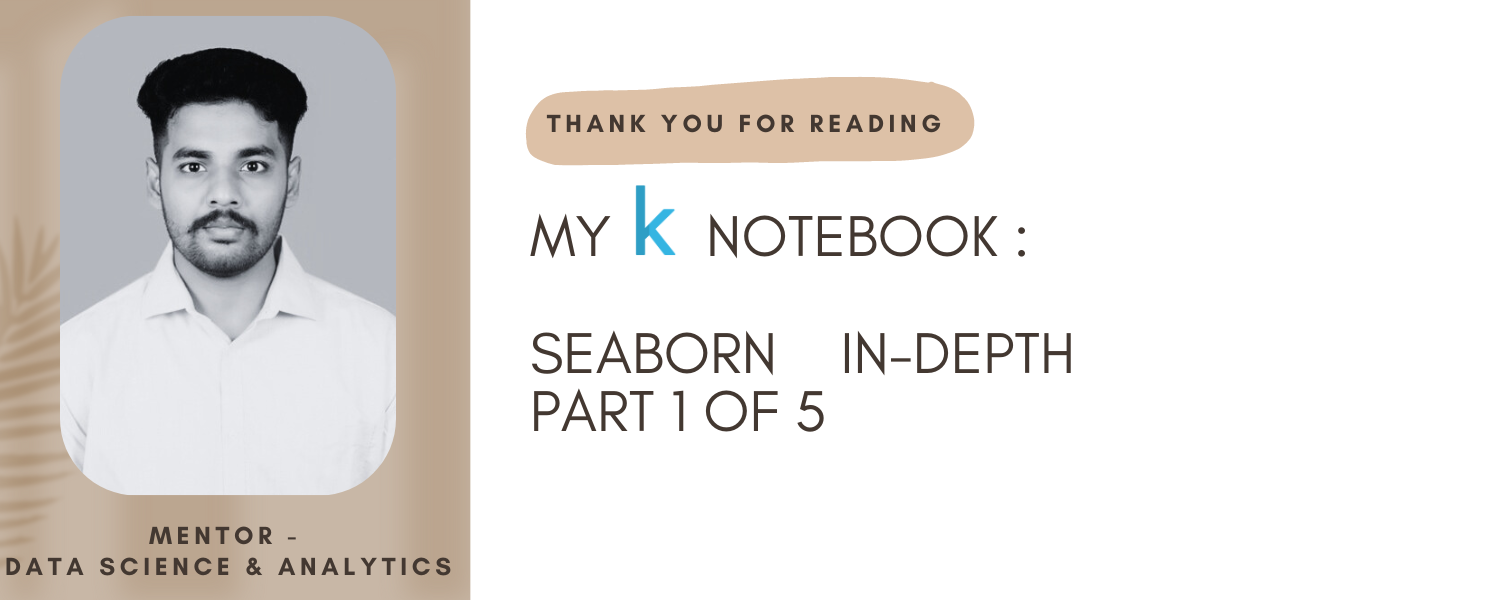 THANK YOU FOR READING
MY k NOTEBOOK :
SEABORN IN-DEPTH
PART 1 OF 5
MENTOR -
DATA SCIENCE & ANALYTICS